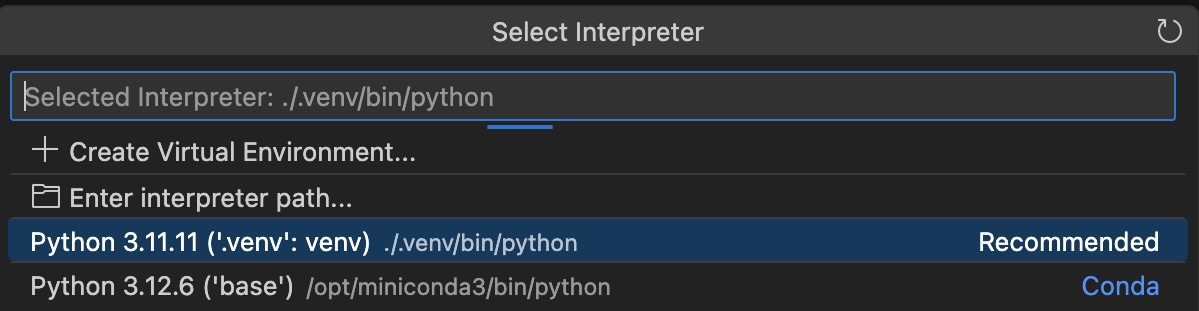 Select Interpreter
Selected Interpreter: ./.venv/bin/python
Create Virtual Environment...
Enter interpreter path...
Python 3.11.11 ('.venv': venv) ./.venv/bin/python Recommended
Python 3.12.6 ('base') /opt/miniconda3/bin/python Conda